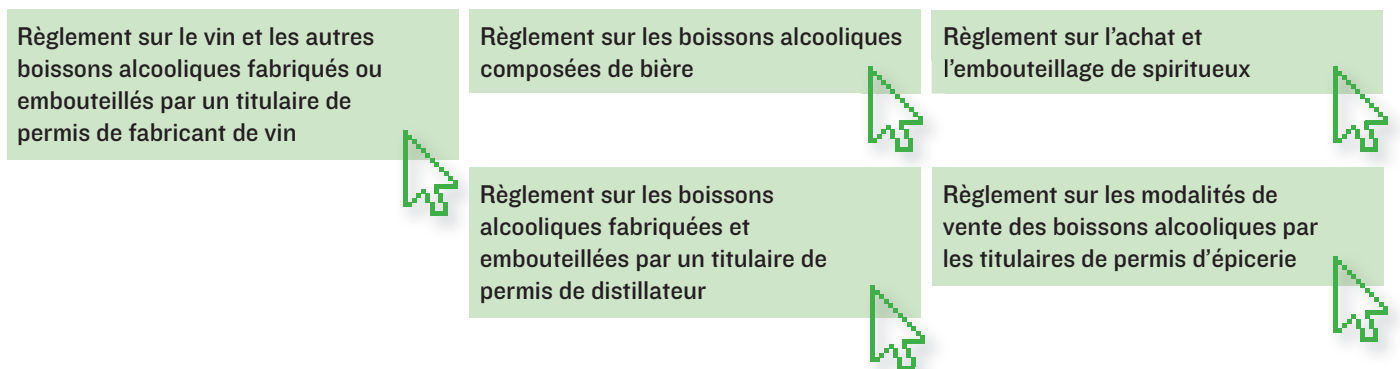 Règlement sur le vin et les autres
boissons alcooliques fabriqués ou
embouteillés par un titulaire de
permis de fabricant de vin
Règlement sur les boissons alcooliques
composées de bière
Règlement sur l’achat et
l’embouteillage de spiritueux
Règlement sur les boissons
alcooliques fabriquées et
embouteillées par un titulaire de
permis de distillateur
Règlement sur les modalités de
vente des boissons alcooliques par
les titulaires de permis d’épicerie